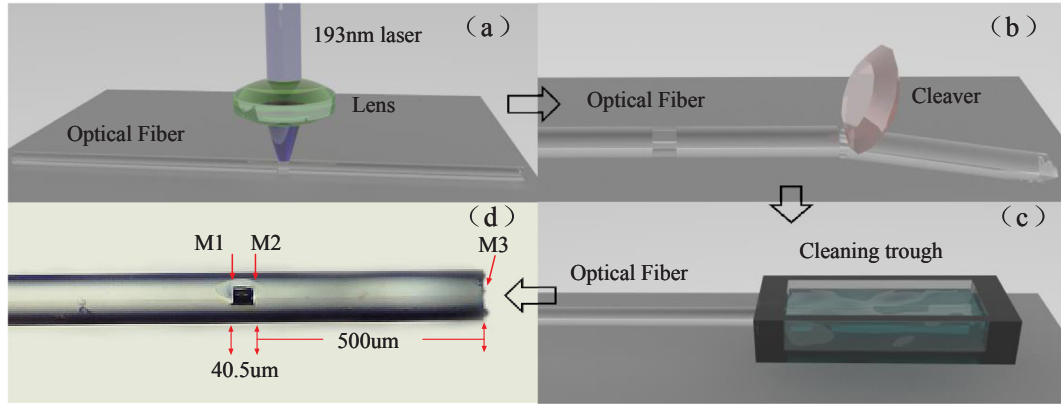 (a)
193nm laser
Lens
Optical Fiber
(b)
Optical Fiber
Cleaver
(c)
Cleaning trough
Optical Fiber
(d)
M1
M2
M3
500um
40.5um